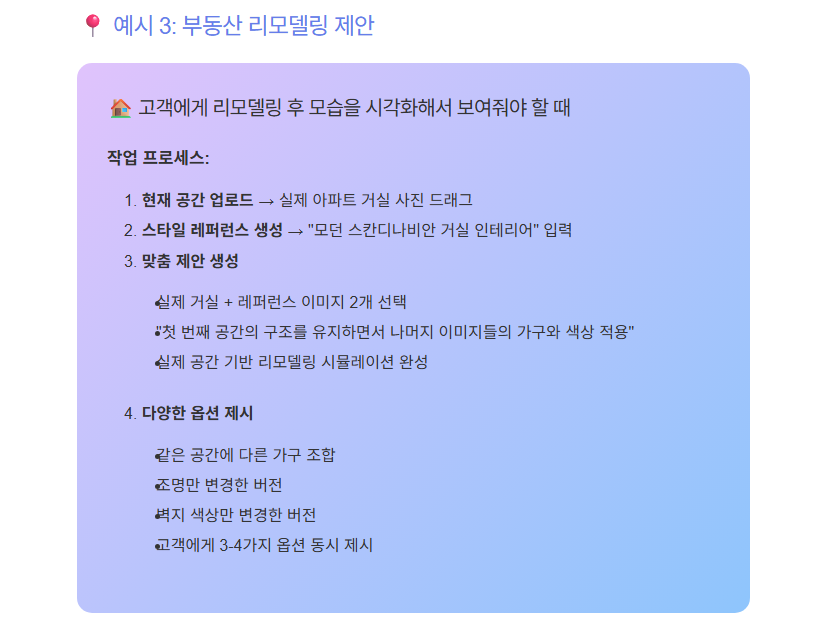 📍 예시 3: 부동산 리모델링 제안
🏠 고객에게 리모델링 후 모습을 시각화해서 보여줘야 할 때
작업 프로세스:
1. 현재 공간 업로드 → 실제 아파트 거실 사진 드래그
2. 스타일 레퍼런스 생성 → "모던 스칸디나비안 거실 인테리어" 입력
3. 맞춤 제안 생성
• 실제 거실 + 레퍼런스 이미지 2개 선택
• "첫 번째 공간의 구조를 유지하면서 나머지 이미지들의 가구와 색상 적용"
• 실제 공간 기반 리모델링 시뮬레이션 완성
4. 다양한 옵션 제시
• 같은 공간에 다른 가구 조합
• 조명만 변경한 버전
• 벽지 색상만 변경한 버전
• 고객에게 3-4가지 옵션 동시 제시